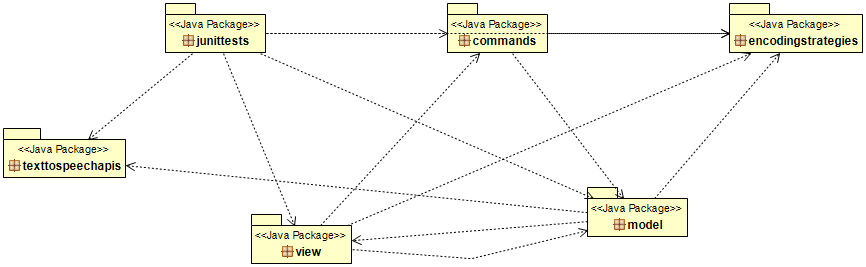 <<Java Package>>
junittests
<<Java Package>>
commands
<<Java Package>>
encodingstrategies
<<Java Package>>
texttospeechapis
<<Java Package>>
model
<<Java Package>>
view